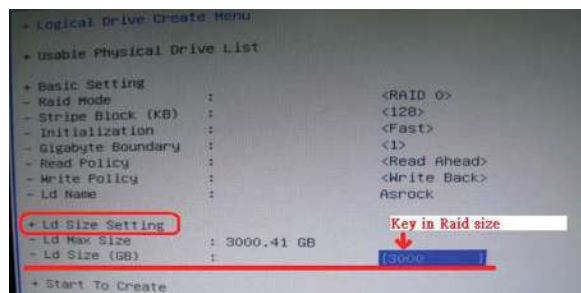 + Logical Drive Create Menu
+ Usable Physical Drive List
+ Basic Setting
- Raid Mode : <RAID 0>
- Stripe Block (KB) : <128>
- Initialization : <Fast>
- Gigabyte Boundary : <1>
- Read Policy : <Read Ahead>
- Write Policy : <Write Back>
- Ld Name : Asrock
+ Ld Size Setting
Key in Raid size
- Ld Max Size : 3000.41 GB
- Ld Size (GB) : [3000 ]
+ Start To Create